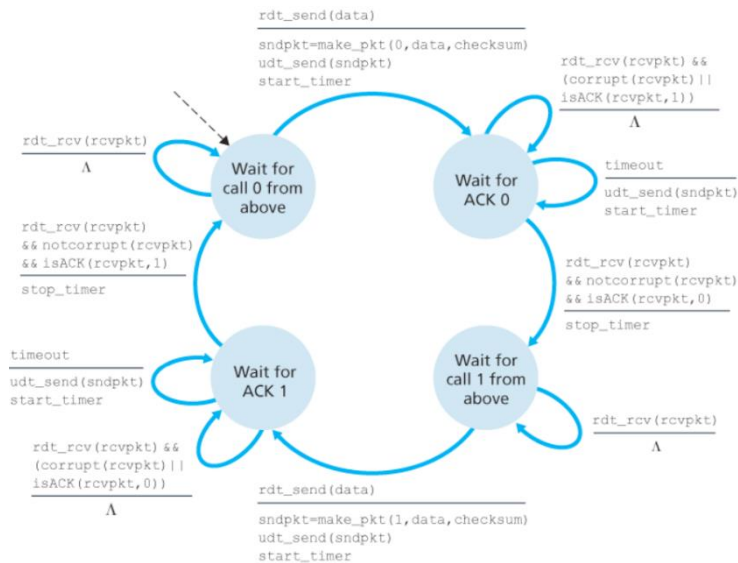 rdt_send(data)
sndpkt=make_pkt(0,data,checksum)
udt_send(sndpkt)
start_timer
rdt_rcv(rcvpkt) &&
(corrupt(rcvpkt)||
isACK(rcvpkt,1))
Λ
rdt_rcv(rcvpkt)
Λ
Wait for
call 0 from
above
Wait for
ACK 0
timeout
udt_send(sndpkt)
start_timer
rdt_rcv(rcvpkt)
&& notcorrupt(rcvpkt)
&& isACK(rcvpkt,1)
stop_timer
rdt_rcv(rcvpkt)
&& notcorrupt(rcvpkt)
&& isACK(rcvpkt,0)
stop_timer
timeout
udt_send(sndpkt)
start_timer
Wait for
ACK 1
Wait for
call 1 from
above
rdt_rcv(rcvpkt)
Λ
rdt_rcv(rcvpkt) &&
(corrupt(rcvpkt)||
isACK(rcvpkt,0))
Λ
rdt_send(data)
sndpkt=make_pkt(1,data,checksum)
udt_send(sndpkt)
start_timer